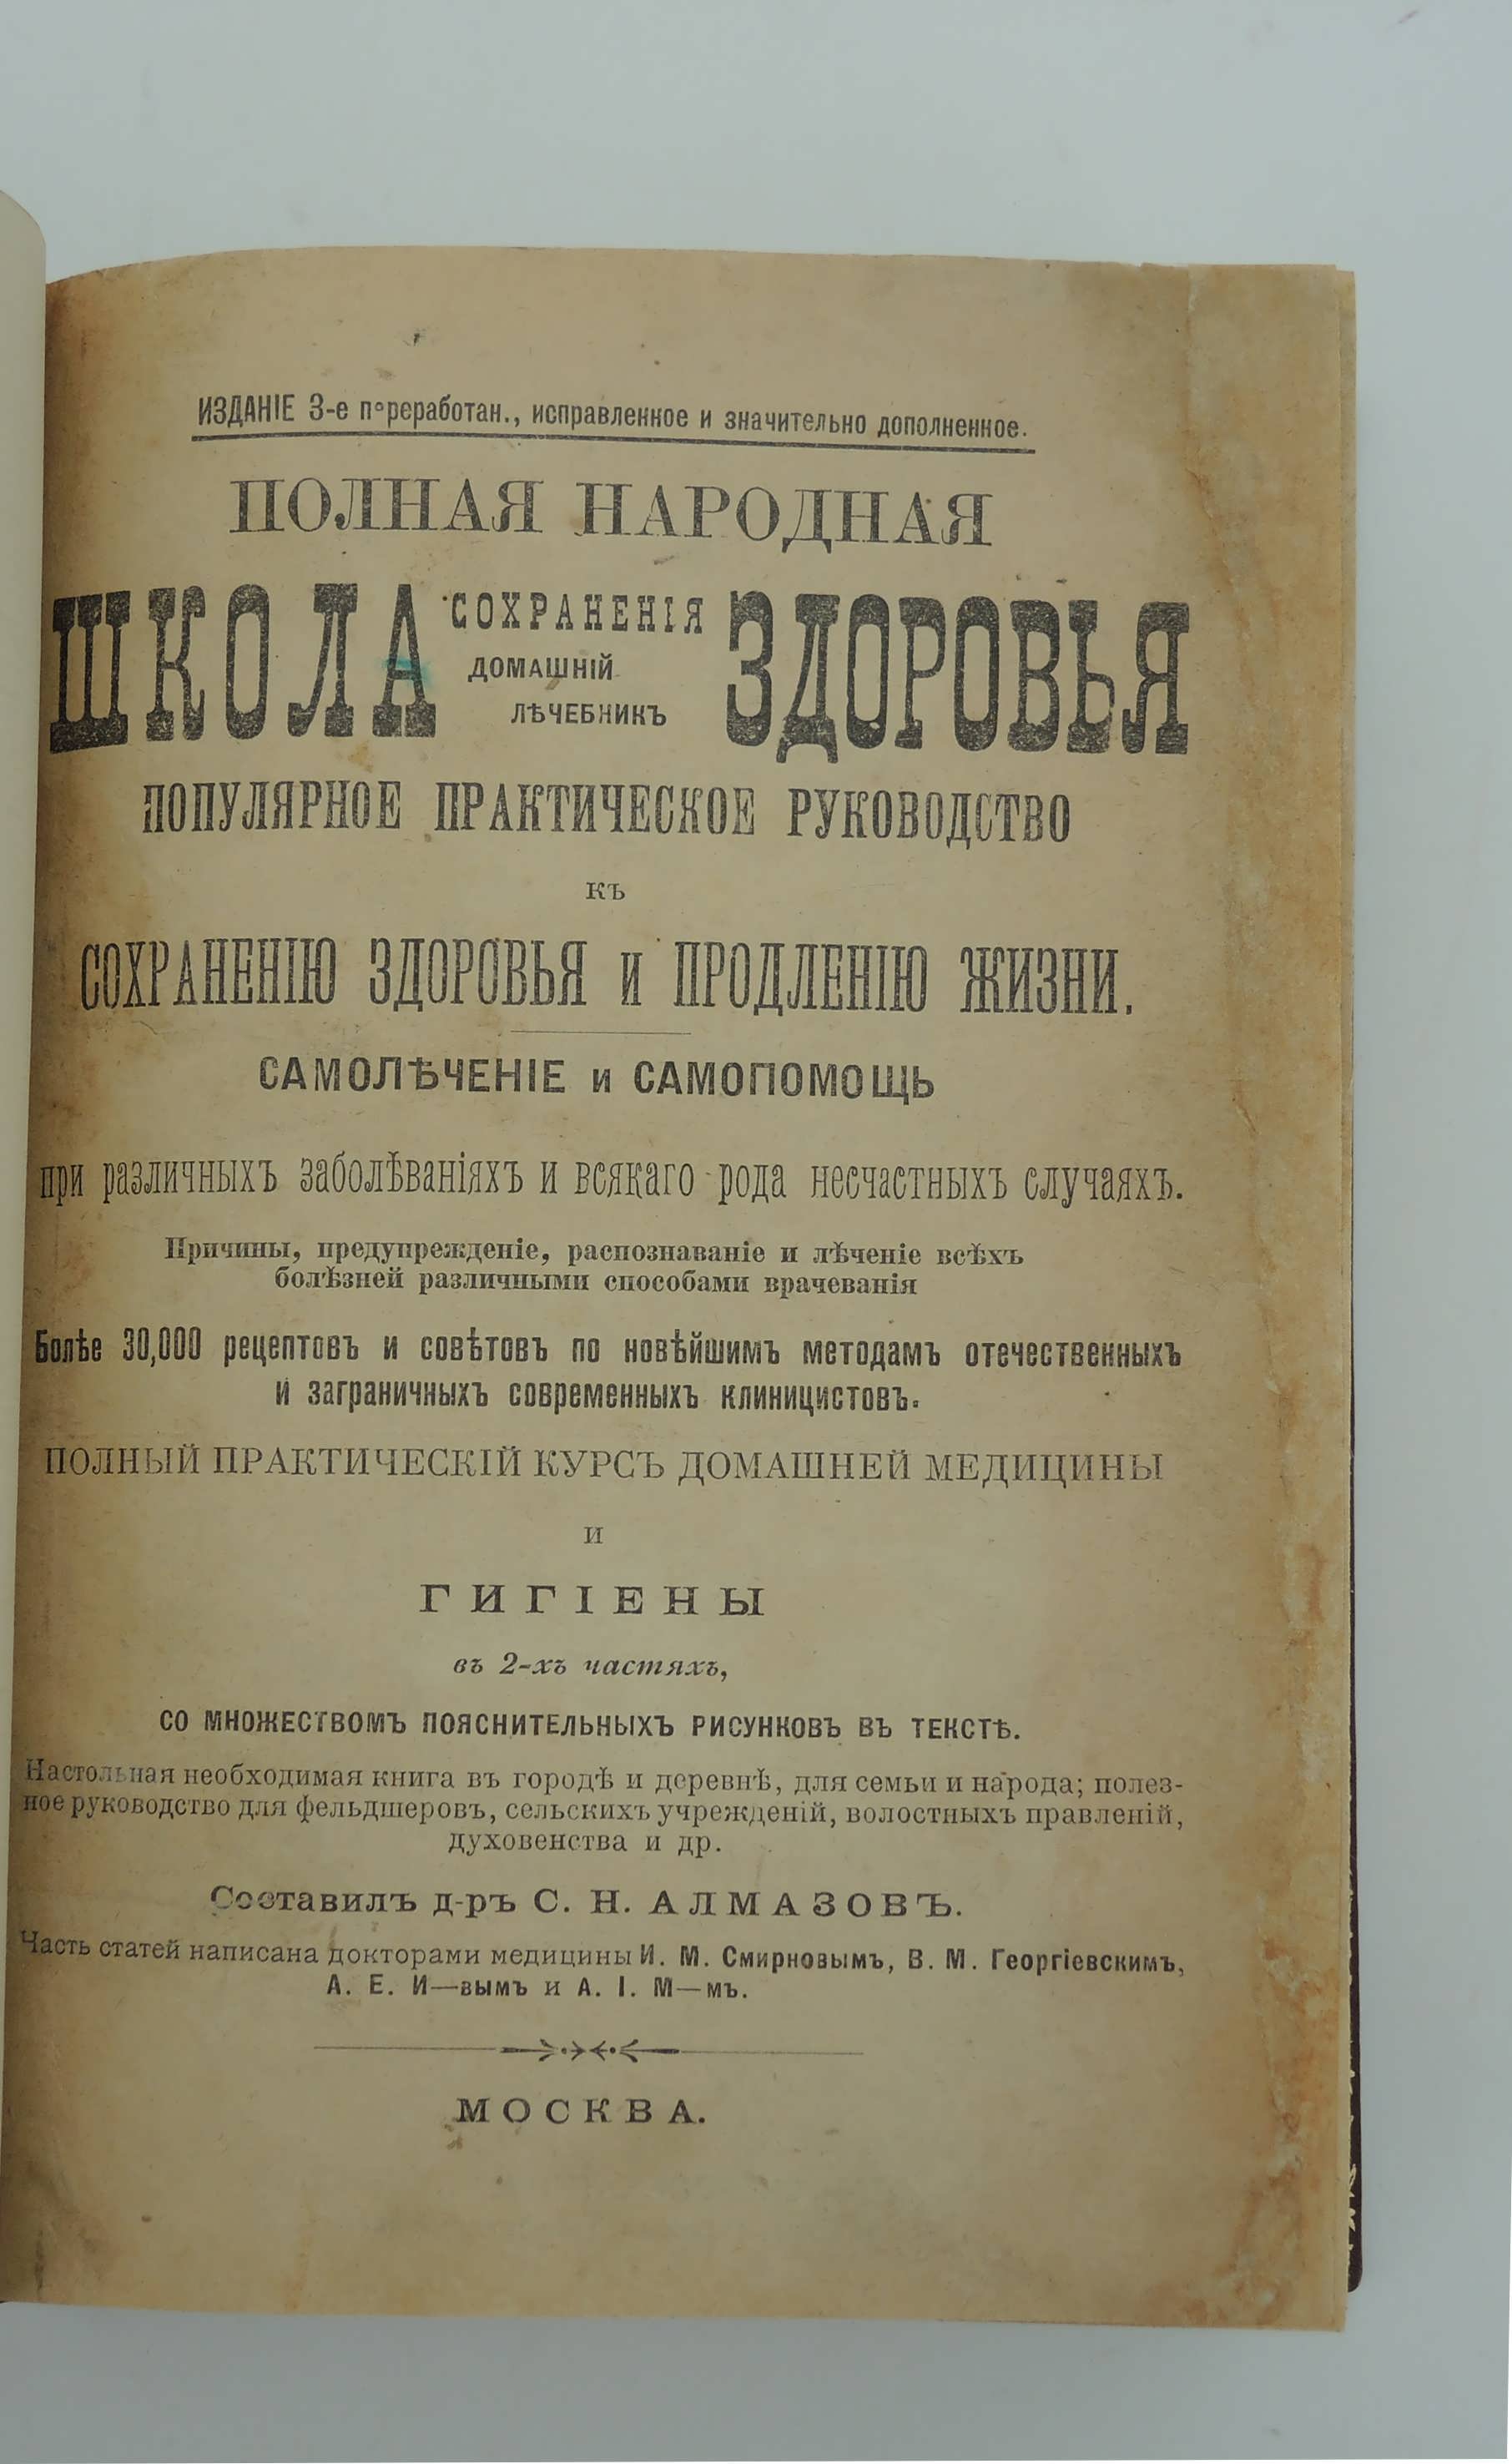 ИЗДАНІЕ 3-е переработан., исправленное и значительно дополненное.
ПОЛНАЯ НАРОДНАЯ
ШКОЛА СОХРАНЕНІЯ ЗДОРОВЬЯ
ДОМАШНІЙ
ЛѢЧЕБНИКЪ
ПОПУЛЯРНОЕ ПРАКТИЧЕСКОЕ РУКОВОДСТВО
КЪ
СОХРАНЕНІЮ ЗДОРОВЬЯ и ПРОДЛЕНІЮ ЖИЗНИ.
САМОЛѢЧЕНІЕ и САМОПОМОЩЬ
при различныхъ заболѣваніяхъ и всякаго рода несчастныхъ случаяхъ.
Причины, предупрежденіе, распознаваніе и лѣченіе всѣхъ
болѣзней различными способами врачеванія
Болѣе 30,000 рецептовъ и совѣтовъ по новѣйшимъ методамъ отечественныхъ
и заграничныхъ современныхъ клиницистовъ.
ПОЛНЫЙ ПРАКТИЧЕСКІЙ КУРСЪ ДОМАШНЕЙ МЕДИЦИНЫ
И
ГИГІЕНЫ
въ 2-хъ частяхъ,
СО МНОЖЕСТВОМЪ ПОЯСНИТЕЛЬНЫХЪ РИСУНКОВЪ ВЪ ТЕКСТѢ.
Настольная необходимая книга въ городѣ и деревнѣ, для семьи и народа; полез-
ное руководство для фельдшеровъ, сельскихъ учрежденій, волостныхъ правленій,
духовенства и др.
Составилъ д-ръ С. Н. АЛМАЗОВЪ.
Часть статей написана докторами медицины И. М. Смирновымъ, В. М. Георгіевскимъ,
А. Е. И—вымъ и А. І. М—мъ.
МОСКВА.